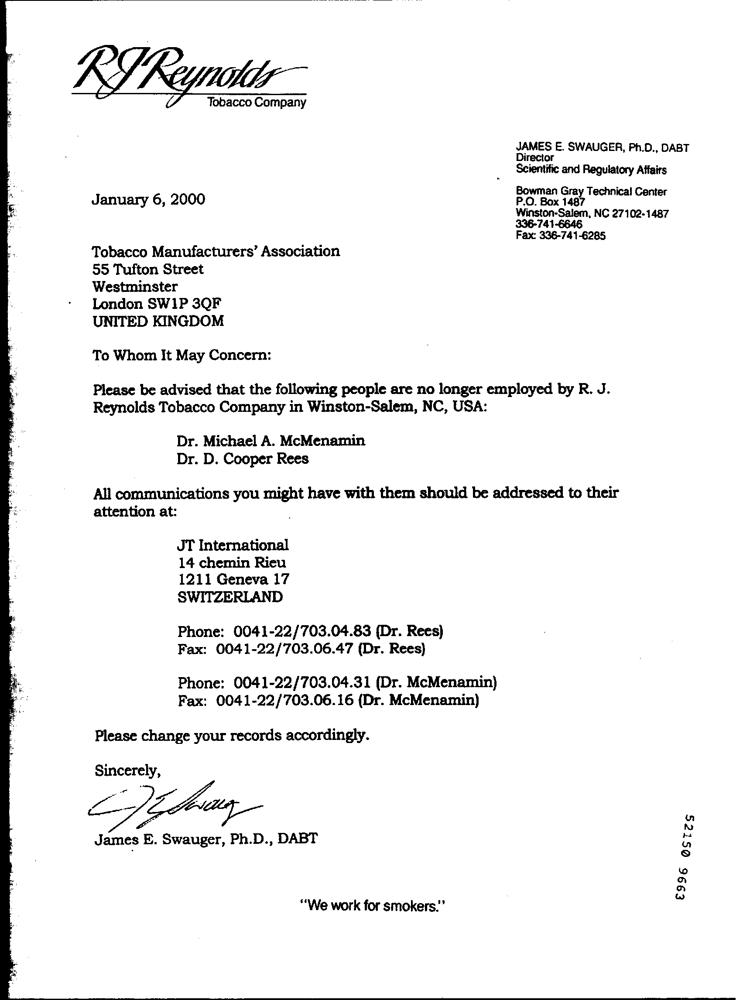 RJReynolds
Tobacco Company
JAMES E. SWAUGER, Ph.D., DABT
Director
Scientific and Regulatory Affairs
Bowman Gray Technical Center
P.O. Box 1487
Winston-Salem, NC 27102-1487
336-741-6646
Fax: 336-741-6285
January 6, 2000
Tobacco Manufacturers' Association
55 Tufton Street
Westminster
London SW1P 3QF
UNITED KINGDOM
To Whom It May Concern:
Please be advised that the following people are no longer employed by R. J.
Reynolds Tobacco Company in Winston-Salem, NC, USA:
Dr. Michael A. McMenamin
Dr. D. Cooper Rees
All communications you might have with them should be addressed to their
attention at:
JT International
14 chemin Rieu
1211 Geneva 17
SWITZERLAND
Phone: 0041-22/703.04.83 (Dr. Rees)
Fax: 0041-22/703.06.47 (Dr. Rees)
Phone: 0041-22/703.04.31 (Dr. McMenamin)
Fax: 0041-22/703.06.16 (Dr. McMenamin)
Please change your records accordingly.
Sincerely,
JESwaug
James E. Swauger, Ph.D., DABT
52150 9663
"We work for smokers."